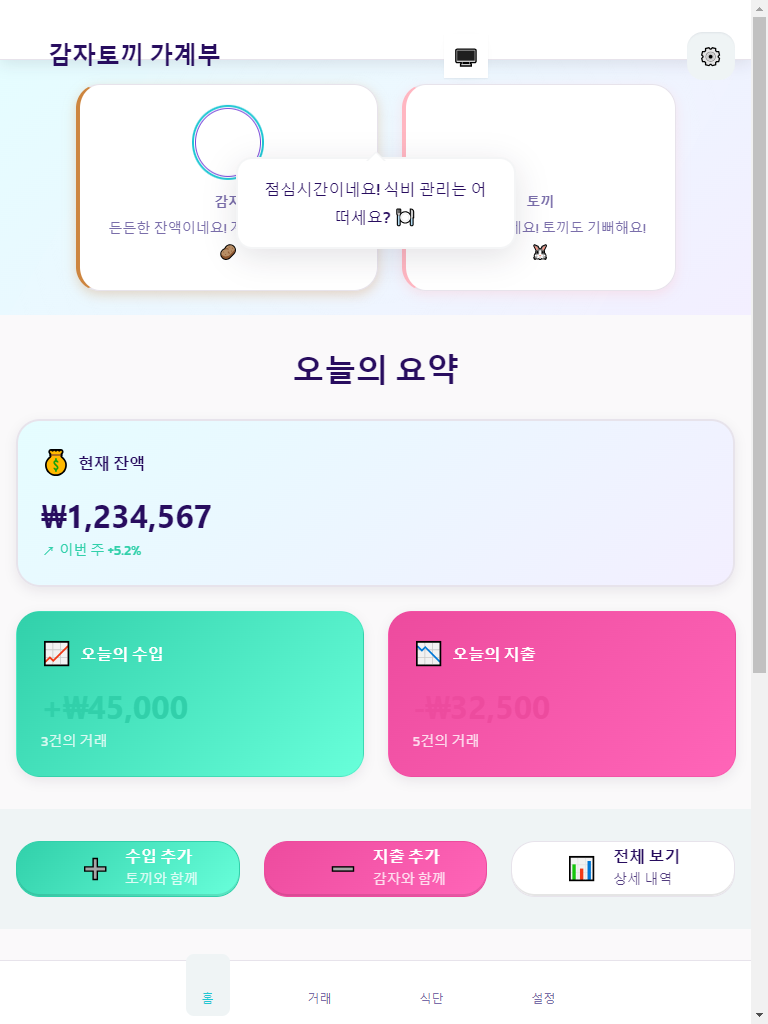 감자토끼 가계부
점심시간이네요! 식비 관리는 어
떠세요?
감자
토끼
든든한 잔액이네요!
토끼도 기뻐해요!
오늘의 요약
현재 잔액
₩1,234,567
↗ 이번 주 +5.2%
오늘의 수입
오늘의 지출
+₩45,000
-₩32,500
3건의 거래
5건의 거래
수입 추가
토끼와 함께
지출 추가
감자와 함께
전체 보기
상세 내역
홈
거래
식단
설정